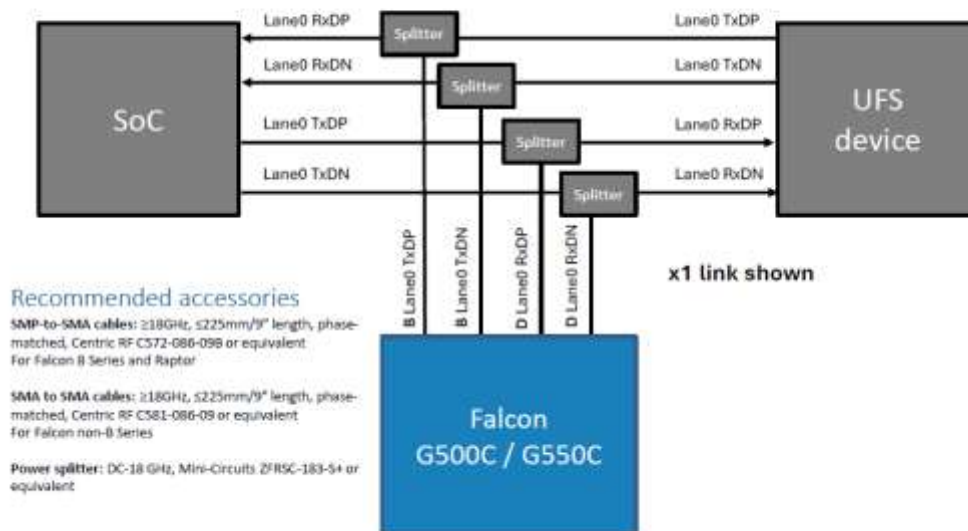 Lane0 RxDP
Splitter
Lane0 TxDP
Lane0 RxDN
Splitter
Lane0 TxDN
SoC
UFS
device
Lane0 TxDP
Splitter
Lane0 RxDP
Lane0 TxDN
Splitter
Lane0 RxDN
B Lane0 TxDP
B Lane0 TxDN
D Lane0 RxDP
D Lane0 RxDN
x1 link shown
Recommended accessories
SMP-to-SMA cables: ≥18GHz, ≤225mm/9" length, phase-
matched, Centric RF C572-086-09B or equivalent
For Falcon B Series and Raptor
SMA to SMA cables: ≥18GHz, ≤225mm/9" length, phase-
matched, Centric RF C581-086-09 or equivalent
For Falcon non-B Series
Power splitter: DC-18 GHz, Mini-Circuits ZFRSC-183-S+ or
equivalent
Falcon
G500C / G550C